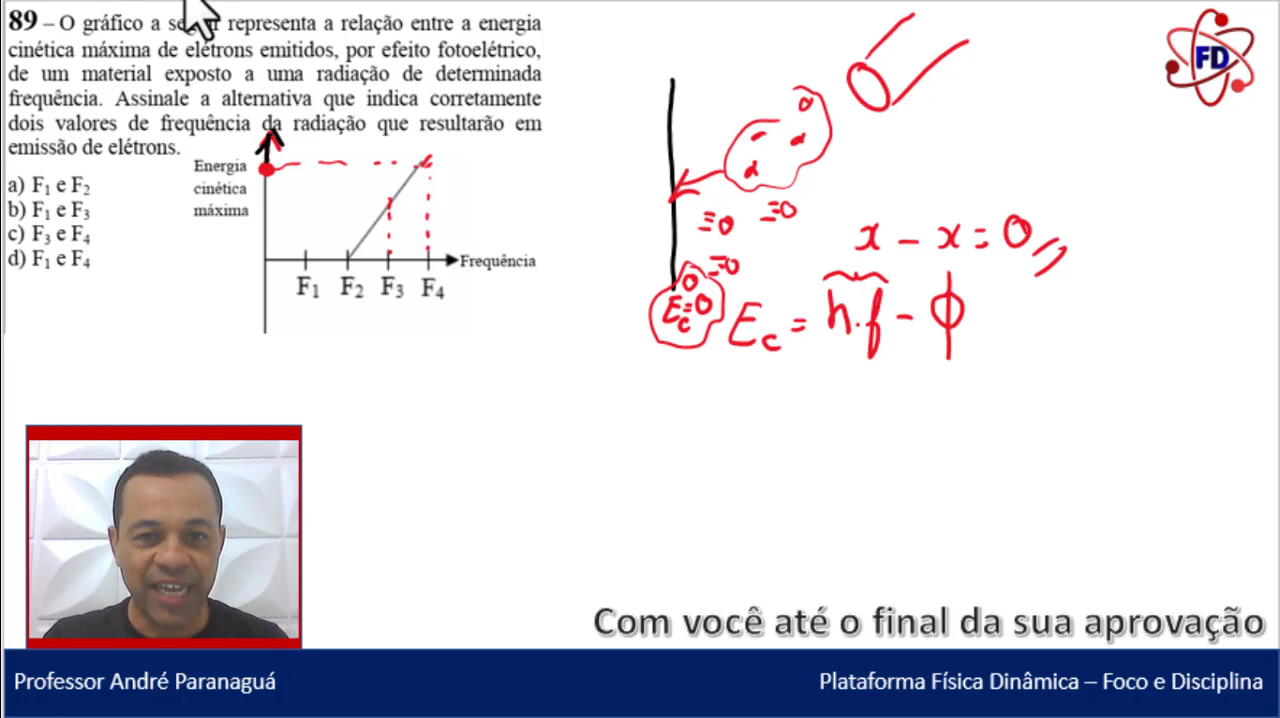 89 – O gráfico a se r representa a relação entre a energia
cinética máxima de elétrons emitidos, por efeito fotoelétrico,
de um material exposto a uma radiação de determinada
frequência. Assinale a alternativa que indica corretamente
dois valores de frequência da radiação que resultarão em
emissão de elétrons.
a) F₁ e F₂
b) F₁ e F₃
c) F₃ e F₄
d) F₁ e F₄
Energia
cinética
máxima
Frequência
F₁ F₂ F₃ F₄
FD
x - x = 0
E_c = 0
E_c = h.f - ϕ
Com você até o final da sua aprovação
Professor André Paranaguá
Plataforma Física Dinâmica – Foco e Disciplina